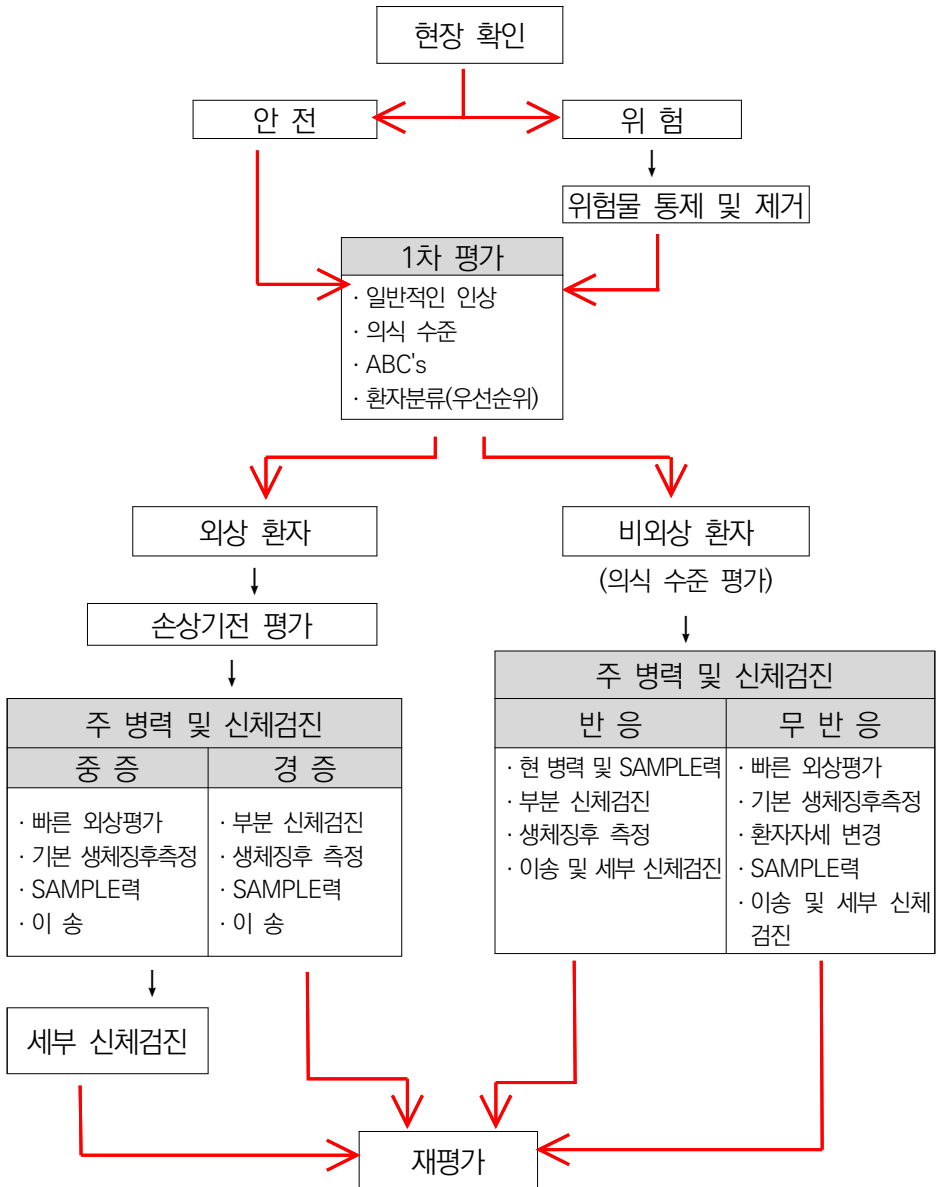 현장 확인
안 전
위 험
위험물 통제 및 제거
1차 평가
· 일반적인 인상
· 의식 수준
· ABC's
· 환자분류(우선순위)
외상 환자
손상기전 평가
주 병력 및 신체검진
중 증
경 증
· 빠른 외상평가
· 기본 생체징후측정
· SAMPLE력
· 이 송
· 부분 신체검진
· 생체징후 측정
· SAMPLE력
· 이 송
세부 신체검진
비외상 환자
(의식 수준 평가)
주 병력 및 신체검진
반 응
무 반 응
· 현 병력 및 SAMPLE력
· 부분 신체검진
· 생체징후 측정
· 이송 및 세부 신체검진
· 빠른 외상평가
· 기본 생체징후측정
· 환자자세 변경
· SAMPLE력
· 이송 및 세부 신체
검진
재평가